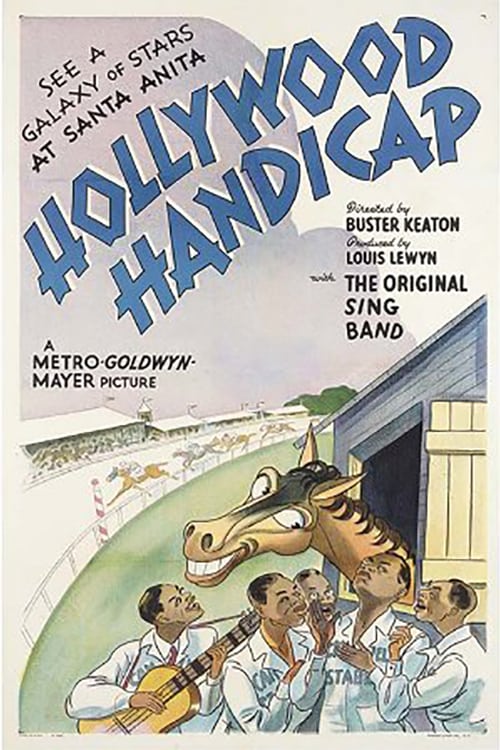 SEE A
GALAXY OF STARS
AT SANTA ANITA
HOLLYWOOD
HANDICAP
Directed by
BUSTER KEATON
Produced by
LOUIS LEWYN
with THE ORIGINAL
SING
BAND
A
METRO-GOLDWYN-
MAYER PICTURE
STABL